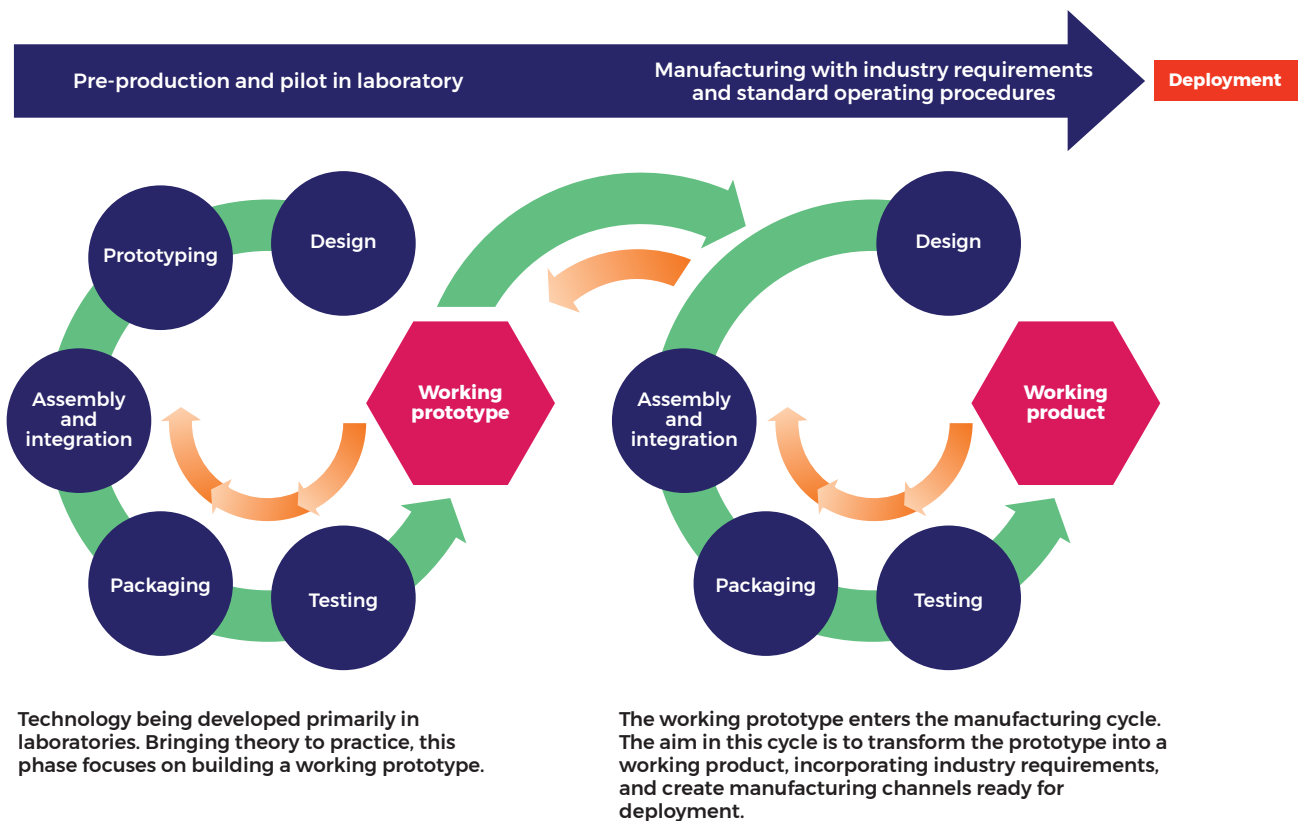 Pre-production and pilot in laboratory
Manufacturing with industry requirements
and standard operating procedures
Deployment
Prototyping
Design
Assembly
and
integration
Packaging
Testing
Working
prototype
Design
Assembly
and
integration
Packaging
Testing
Working
product
Technology being developed primarily in
laboratories. Bringing theory to practice, this
phase focuses on building a working prototype.
The working prototype enters the manufacturing cycle.
The aim in this cycle is to transform the prototype into a
working product, incorporating industry requirements,
and create manufacturing channels ready for
deployment.